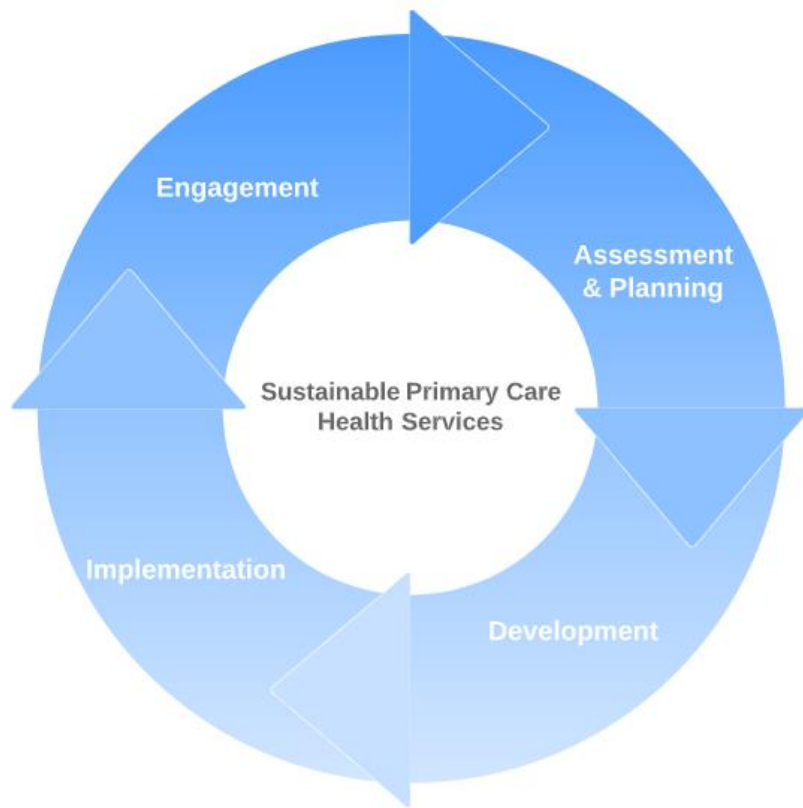 Engagement
Assessment
& Planning
Sustainable Primary Care
Health Services
Implementation
Development